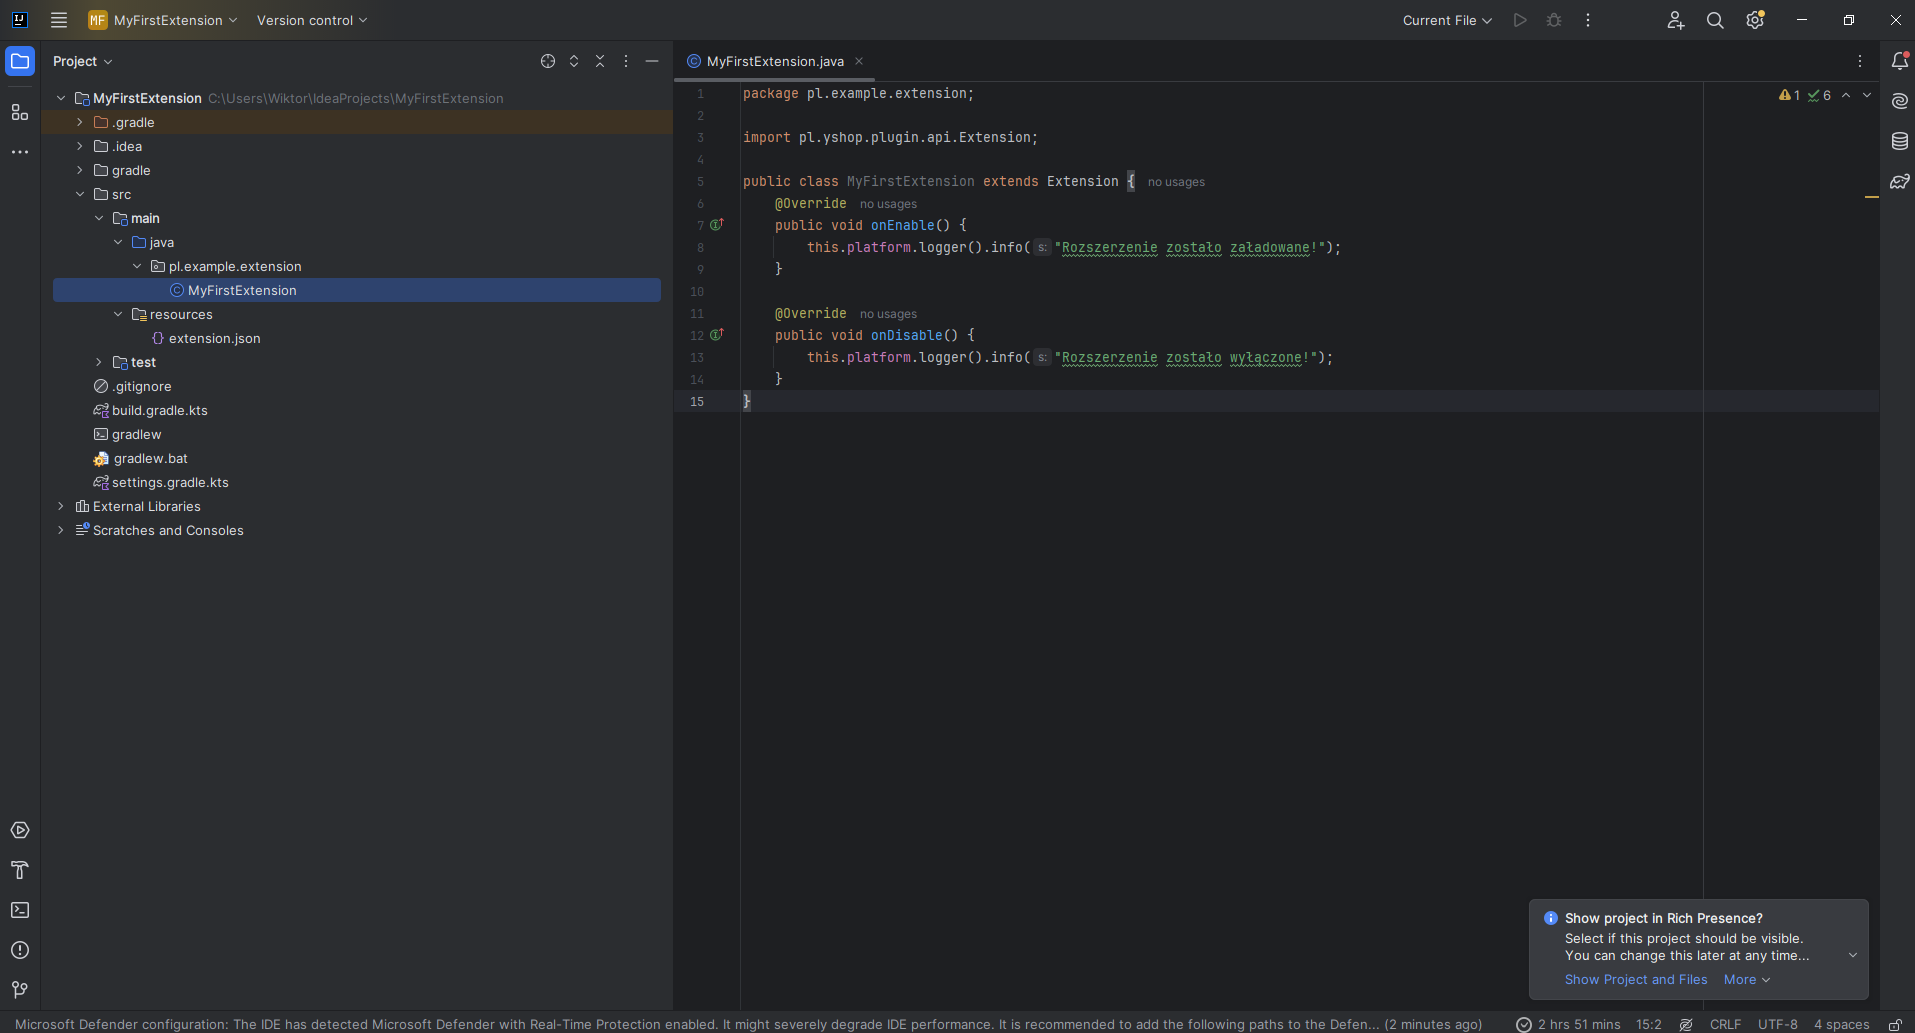 IJ
MF MyFirstExtension
Version control
Current File
Project
MyFirstExtension C:\Users\Wiktor\IdeaProjects\MyFirstExtension
.gradle
.idea
gradle
src
main
java
pl.example.extension
MyFirstExtension
resources
extension.json
test
.gitignore
build.gradle.kts
gradlew
gradlew.bat
settings.gradle.kts
External Libraries
Scratches and Consoles
MyFirstExtension.java
1 6
1 package pl.example.extension;
2
3 import pl.yshop.plugin.api.Extension;
4
5 public class MyFirstExtension extends Extension { no usages
6 @Override no usages
7 public void onEnable() {
8 this.platform.logger().info( s: "Rozszerzenie zostało załadowane!");
9 }
10
11 @Override no usages
12 public void onDisable() {
13 this.platform.logger().info( s: "Rozszerzenie zostało wyłączone!");
14 }
15 }
Show project in Rich Presence?
Select if this project should be visible.
You can change this later at any time...
Show Project and Files More
Microsoft Defender configuration: The IDE has detected Microsoft Defender with Real-Time Protection enabled. It might severely degrade IDE performance. It is recommended to add the following paths to the Defen... (2 minutes ago)
2 hrs 51 mins 15:2 CRLF UTF-8 4 spaces